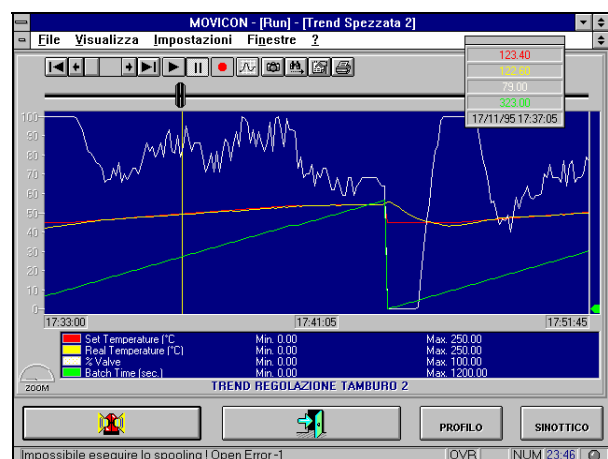 MOVICON - [Run] - [Trend Spezzata 2]
File Visualizza Impostazioni Finestre ?
123.40
122.60
79.00
323.00
17/11/95 17:37:05
100
90
80
70
60
50
40
30
20
10
0
17:33:00 17:41:05 17:51:45
Set Temperature (°C Min. 0.00 Max. 250.00
Real Temperature (°C) Min. 0.00 Max. 250.00
% Valve Min. 0.00 Max. 100.00
Batch Time (sec.) Min. 0.00 Max. 1200.00
ZOOM
TREND REGOLAZIONE TAMBURO 2
PROFILO SINOTTICO
Impossibile eseguire lo spooling ! Open Error -1 OVR NUM 23:46